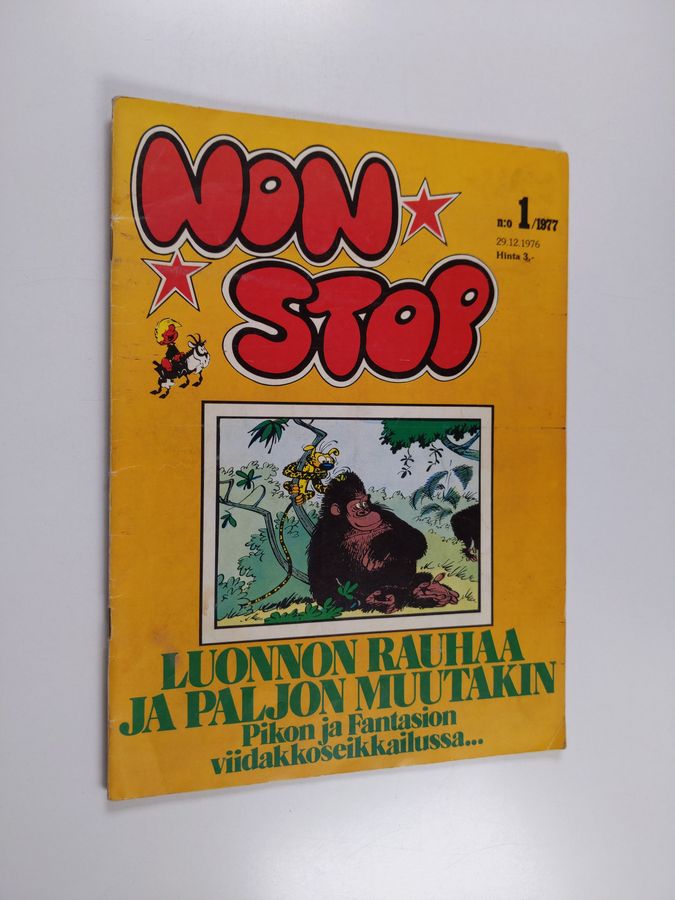 NON
STOP
n:o 1/1977
29.12.1976
Hinta 3,-
LUONNON RAUHAA
JA PALJON MUUTAKIN
Pikon ja Fantasion
viidakkoseikkailussa...